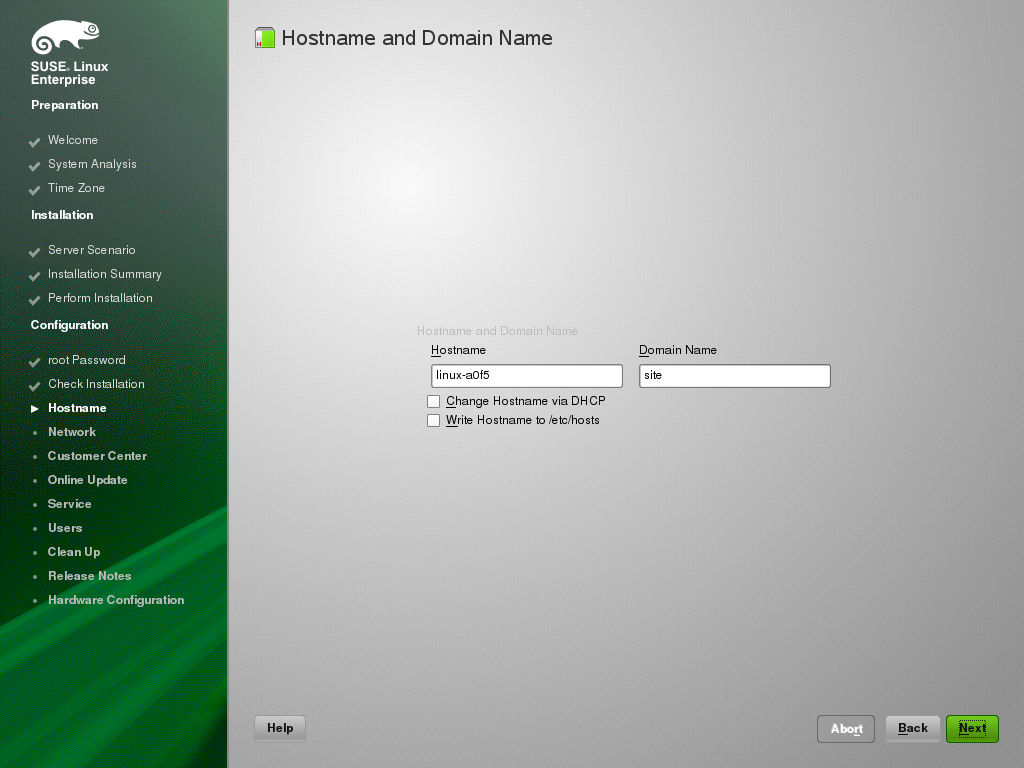 SUSE. Linux
Enterprise
Preparation
Welcome
System Analysis
Time Zone
Installation
Server Scenario
Installation Summary
Perform Installation
Configuration
root Password
Check Installation
Hostname
Network
Customer Center
Online Update
Service
Users
Clean Up
Release Notes
Hardware Configuration
Hostname and Domain Name
Hostname and Domain Name
Hostname Domain Name
linux-a0f5 site
Change Hostname via DHCP
Write Hostname to /etc/hosts
Help Abort Back Next